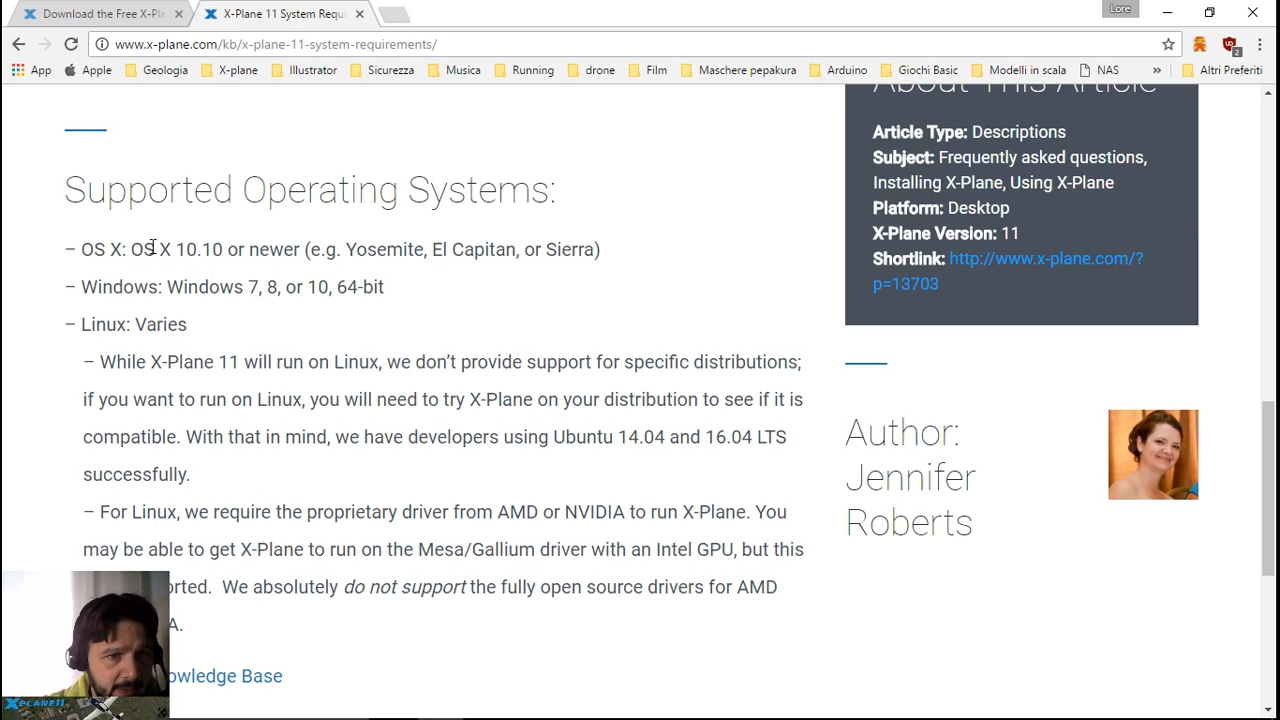 Download the Free X-Pla
X-Plane 11 System Requi
Lore
www.x-plane.com/kb/x-plane-11-system-requirements/
2
App
Apple
Geologia
X-plane
Illustrator
Sicurezza
Musica
Running
drone
Film
Maschere pepakura
Arduino
Giochi Basic
Modelli in scala
NAS
»
Altri Preferiti
Supported Operating Systems:
– OS X: OS X 10.10 or newer (e.g. Yosemite, El Capitan, or Sierra)
– Windows: Windows 7, 8, or 10, 64-bit
– Linux: Varies
– While X-Plane 11 will run on Linux, we don’t provide support for specific distributions;
if you want to run on Linux, you will need to try X-Plane on your distribution to see if it is
compatible. With that in mind, we have developers using Ubuntu 14.04 and 16.04 LTS
successfully.
– For Linux, we require the proprietary driver from AMD or NVIDIA to run X-Plane. You
may be able to get X-Plane to run on the Mesa/Gallium driver with an Intel GPU, but this
orted. We absolutely do not support the fully open source drivers for AMD
A.
owledge Base
About This Article
Article Type: Descriptions
Subject: Frequently asked questions,
Installing X-Plane, Using X-Plane
Platform: Desktop
X-Plane Version: 11
Shortlink: http://www.x-plane.com/?
p=13703
Author:
Jennifer
Roberts
X-PLANE 11